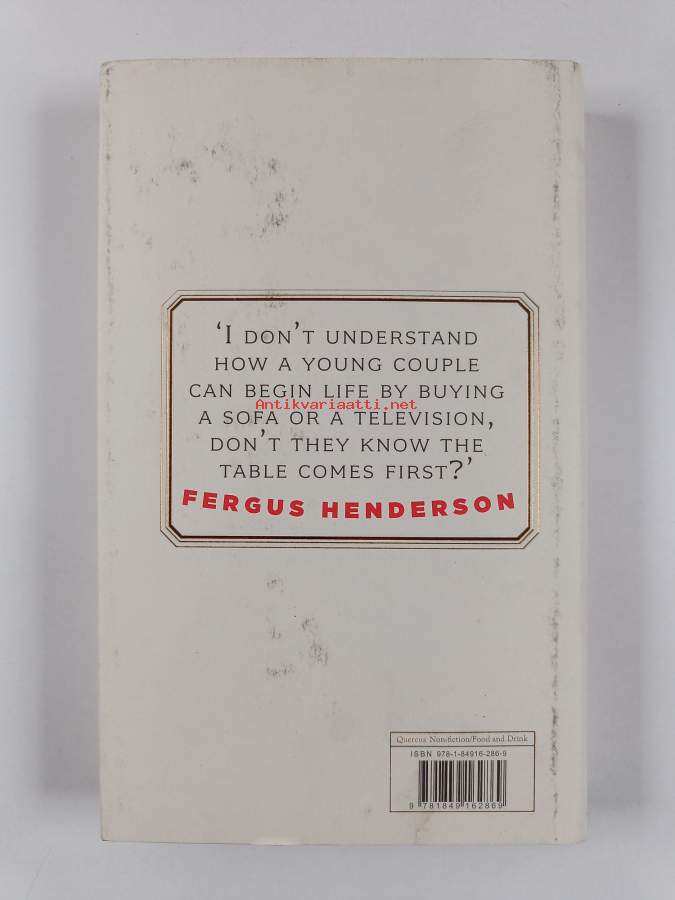 ‘I DON’T UNDERSTAND
HOW A YOUNG COUPLE
CAN BEGIN LIFE BY BUYING
Antikvariaatti.net
A SOFA OR A TELEVISION,
DON’T THEY KNOW THE
TABLE COMES FIRST?’
FERGUS HENDERSON
Quercus Non-fiction/Food and Drink
ISBN 978-1-84916-286-9
9 781849 162869